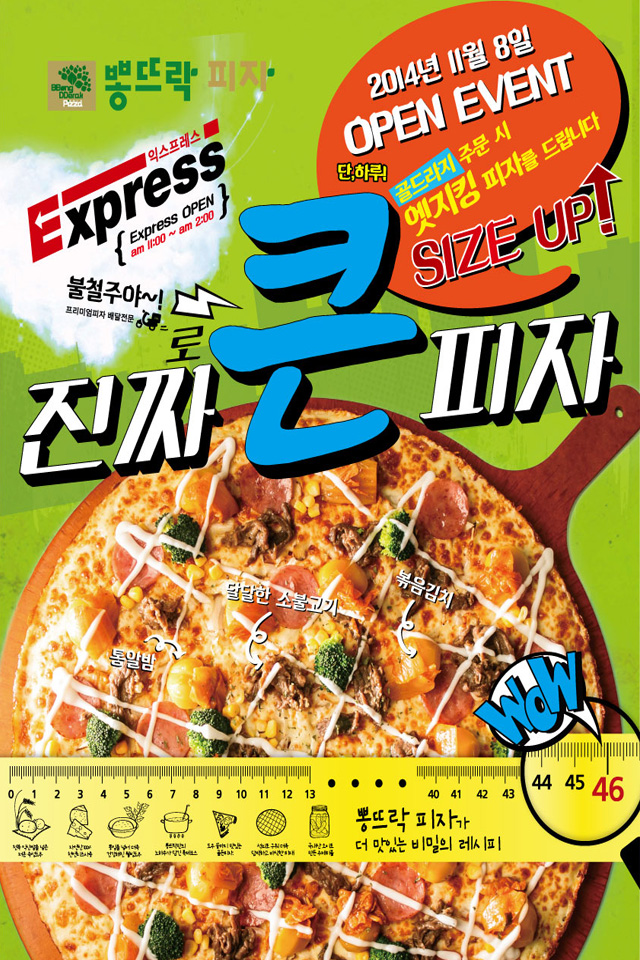 BBong
DDerak
Pizza
뽕뜨락 피자
익스프레스
Express
{ Express OPEN
am 11:00 ~ am 2:00 }
불철주야~!
프리미엄피자 배달전문
2014년 11월 8일
OPEN EVENT
단,하루!
골드라지 주문 시
엣지킹 피자를 드립니다
SIZE UP!
로
진짜 큰 피자
달달한 소불고기
볶음김치
통알밤
WOW
0 1 2 3 4 5 6 7 8 9 10 11 12 13 40 41 42 43 44 45 46
뽕뜨락 피자가
더 맛있는 비밀의 레시피